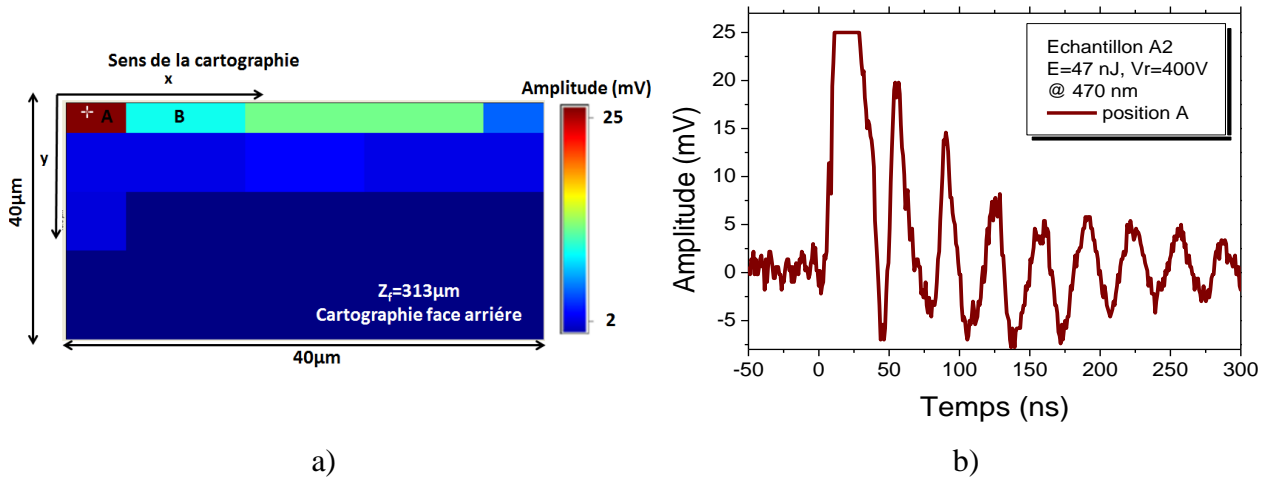 Sens de la cartographie
x
Amplitude (mV)
A
B
25
y
40µm
Zf=313µm
Cartographie face arriére
2
40µm
a)
Amplitude (mV)
25
20
15
10
5
0
-5
Echantillon A2
E=47 nJ, Vr=400V
@ 470 nm
position A
-50 0 50 100 150 200 250 300
Temps (ns)
b)